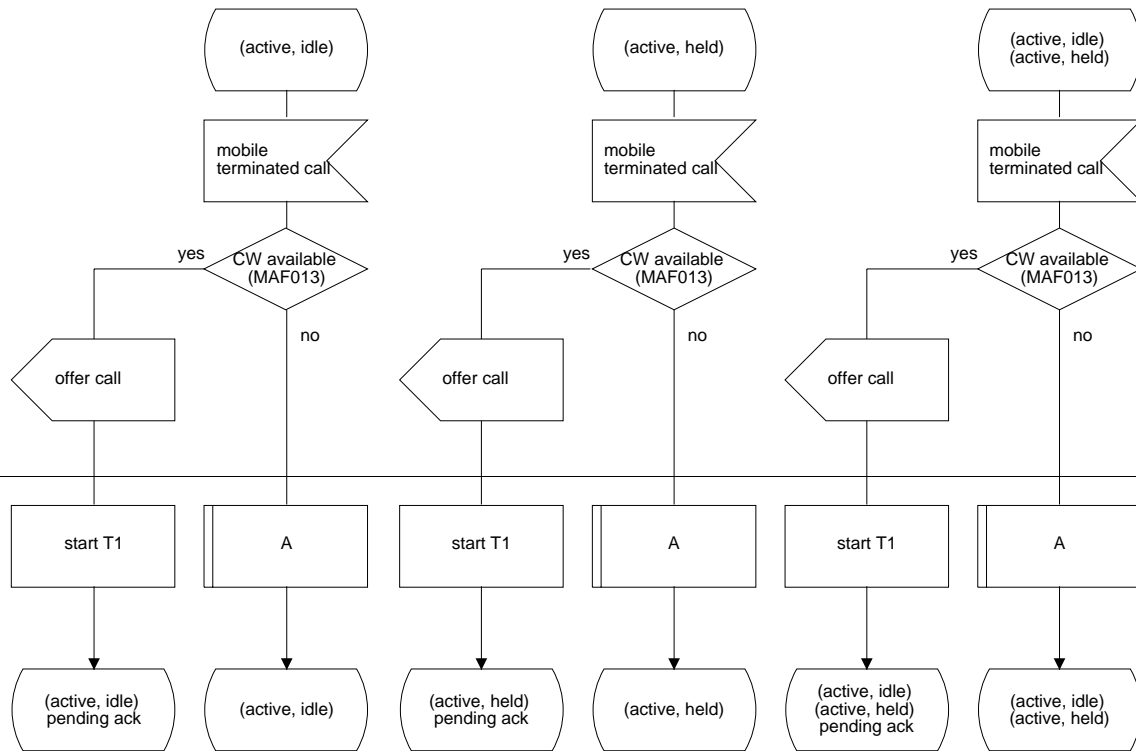 (active, idle)
(active, held)
(active, idle)
(active, held)
mobile
terminated call
mobile
terminated call
mobile
terminated call
yes
CW available
(MAF013)
yes
CW available
(MAF013)
yes
CW available
(MAF013)
no
no
no
offer call
offer call
offer call
start T1
A
start T1
A
start T1
A
(active, idle)
pending ack
(active, idle)
(active, held)
pending ack
(active, held)
(active, idle)
(active, held)
pending ack
(active, idle)
(active, held)